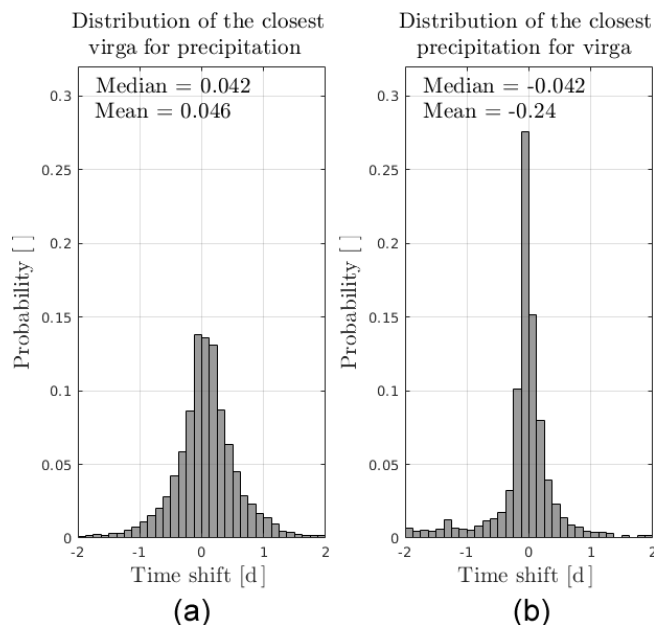 Distribution of the closest
virga for precipitation
Median = 0.042
Mean = 0.046
0.3
0.25
0.2
0.15
0.1
0.05
0
Probability [ ]
-2 -1 0 1 2
Time shift [d]
(a)
Distribution of the closest
precipitation for virga
Median = -0.042
Mean = -0.24
0.3
0.25
0.2
0.15
0.1
0.05
0
Probability [ ]
-2 -1 0 1 2
Time shift [d]
(b)